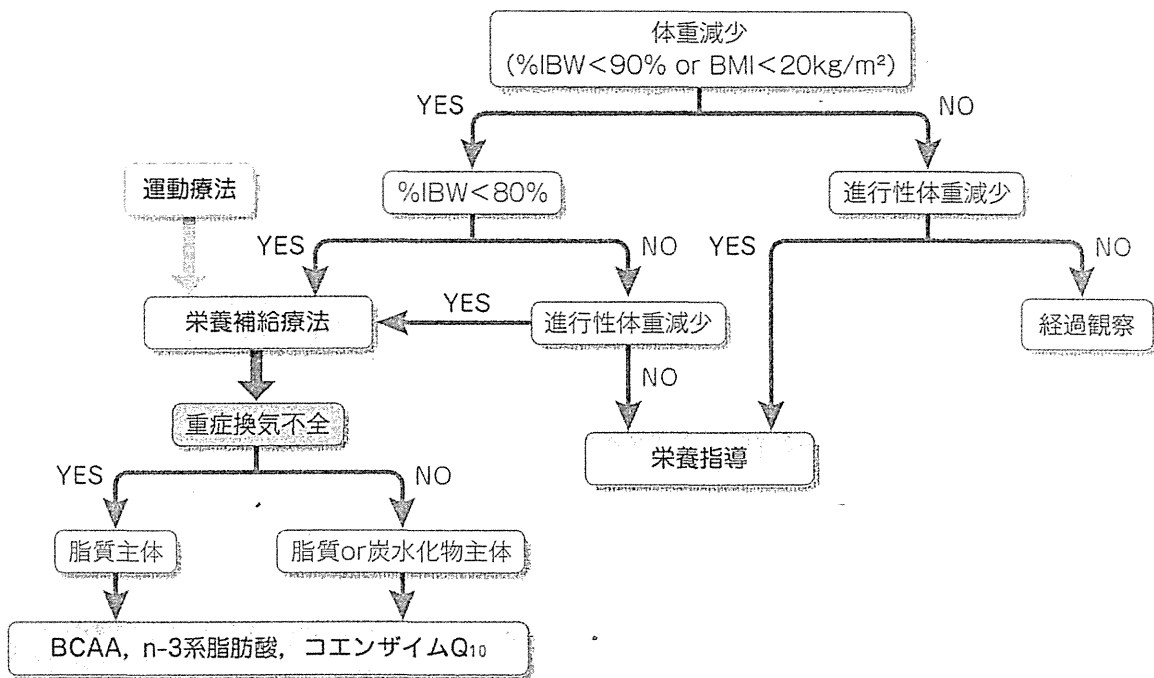 体重減少
(%IBW<90% or BMI<20kg/m²)
YES
NO
運動療法
%IBW<80%
進行性体重減少
YES
NO
YES
NO
栄養補給療法
YES
進行性体重減少
経過観察
NO
重症換気不全
栄養指導
YES
NO
脂質主体
脂質or炭水化物主体
BCAA, n-3系脂肪酸, コエンザイムQ₁₀